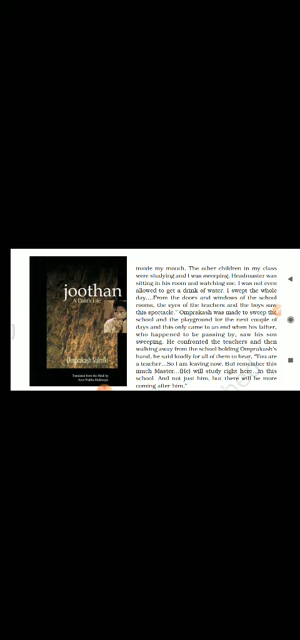 joothan
A Dalit's Life
Omprakash Valmiki
Translated from the Hindi by
Arun Prabha Mukherjee
inside my mouth. The other children in my class
were studying and I was sweeping. Headmaster was
sitting in his room and watching me. I was not even
allowed to get a drink of water. I swept the whole
day,...From the doors and windows of the school
rooms, the eyes of the teachers and the boys saw
this spectacle." Omprakash was made to sweep the
school and the playground for the next couple of
days and this only came to an end when his father,
who happened to be passing by, saw his son
sweeping. He confronted the teachers and then
walking away from the school holding Omprakash's
hand, he said loudly for all of them to hear, "You are
a teacher...So I am leaving now. But remember this
much Master...(He) will study right here...in this
school. And not just him, but there will be more
coming after him."